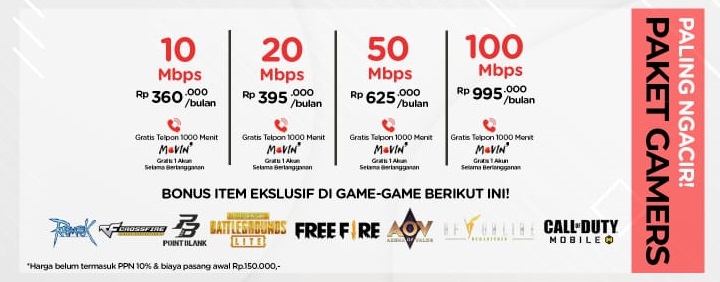 10
Mbps
Rp 360 .000 /bulan
Gratis Telpon 1000 Menit
MOVIN'
Gratis 1 Akun
Selama Berlangganan
20
Mbps
Rp 395 .000 /bulan
Gratis Telpon 1000 Menit
MOVIN'
Gratis 1 Akun
Selama Berlangganan
50
Mbps
Rp 625 .000 /bulan
Gratis Telpon 1000 Menit
MOVIN'
Gratis 1 Akun
Selama Berlangganan
100
Mbps
Rp 995 .000 /bulan
Gratis Telpon 1000 Menit
MOVIN'
Gratis 1 Akun
Selama Berlangganan
PALING NGACIR!
PAKET GAMERS
BONUS ITEM EKSLUSIF DI GAME-GAME BERIKUT INI!
CROSSFIRE
PB
POINT BLANK
BATTLEGROUNDS
LITE
FREE FIRE
AOV
ARENA OF VALOR
CALL OF DUTY
MOBILE
*Harga belum termasuk PPN 10% & biaya pasang awal Rp.150.000,-